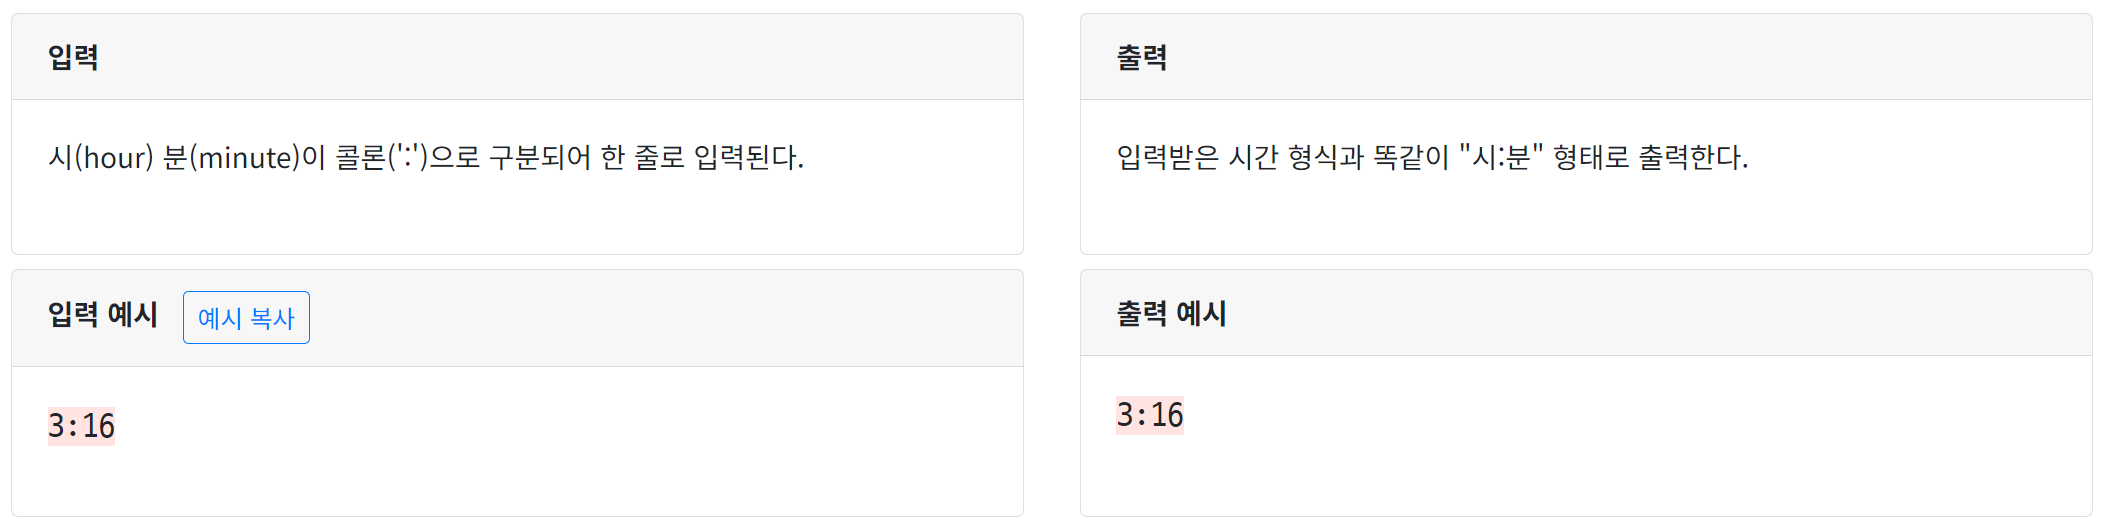 입력
시(hour) 분(minute)이 콜론(':')으로 구분되어 한 줄로 입력된다.
출력
입력받은 시간 형식과 똑같이 "시:분" 형태로 출력한다.
입력 예시 예시 복사
3:16
출력 예시
3:16